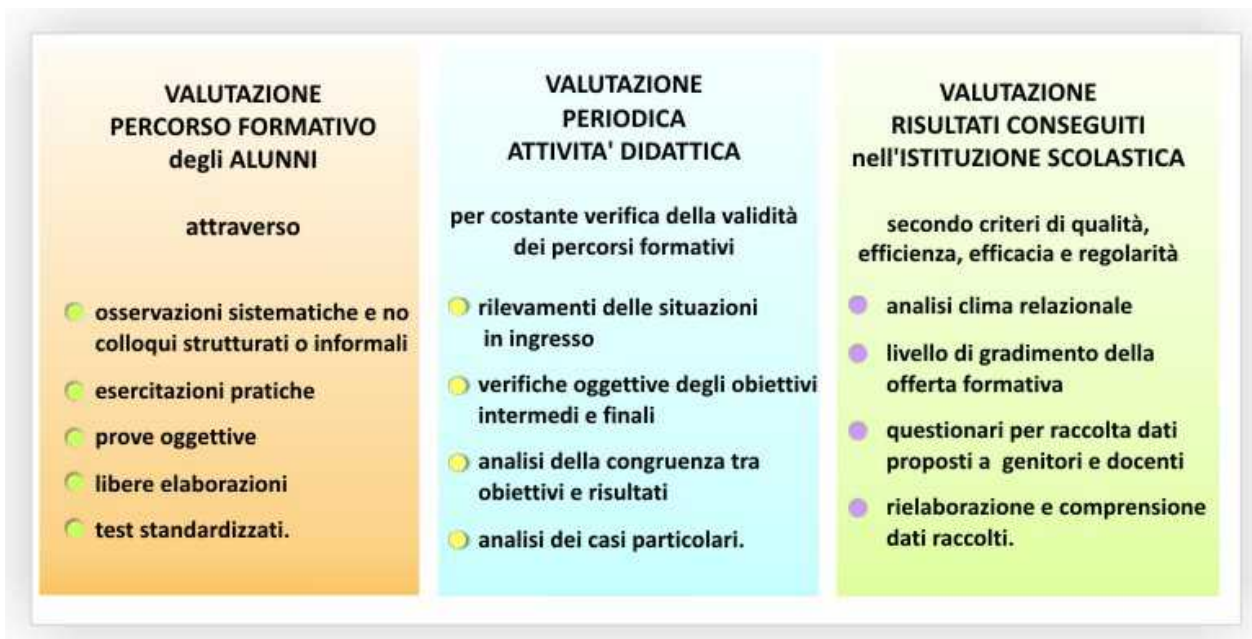 VALUTAZIONE
PERCORSO FORMATIVO
degli ALUNNI
attraverso
osservazioni sistematiche e no
colloqui strutturati o informali
esercitazioni pratiche
prove oggettive
libere elaborazioni
test standardizzati.
VALUTAZIONE
PERIODICA
ATTIVITA' DIDATTICA
per costante verifica della validità
dei percorsi formativi
rilevamenti delle situazioni
in ingresso
verifiche oggettive degli obiettivi
intermedi e finali
analisi della congruenza tra
obiettivi e risultati
analisi dei casi particolari.
VALUTAZIONE
RISULTATI CONSEGUITI
nell'ISTITUZIONE SCOLASTICA
secondo criteri di qualità,
efficienza, efficacia e regolarità
analisi clima relazionale
livello di gradimento della
offerta formativa
questionari per raccolta dati
proposti a genitori e docenti
rielaborazione e comprensione
dati raccolti.